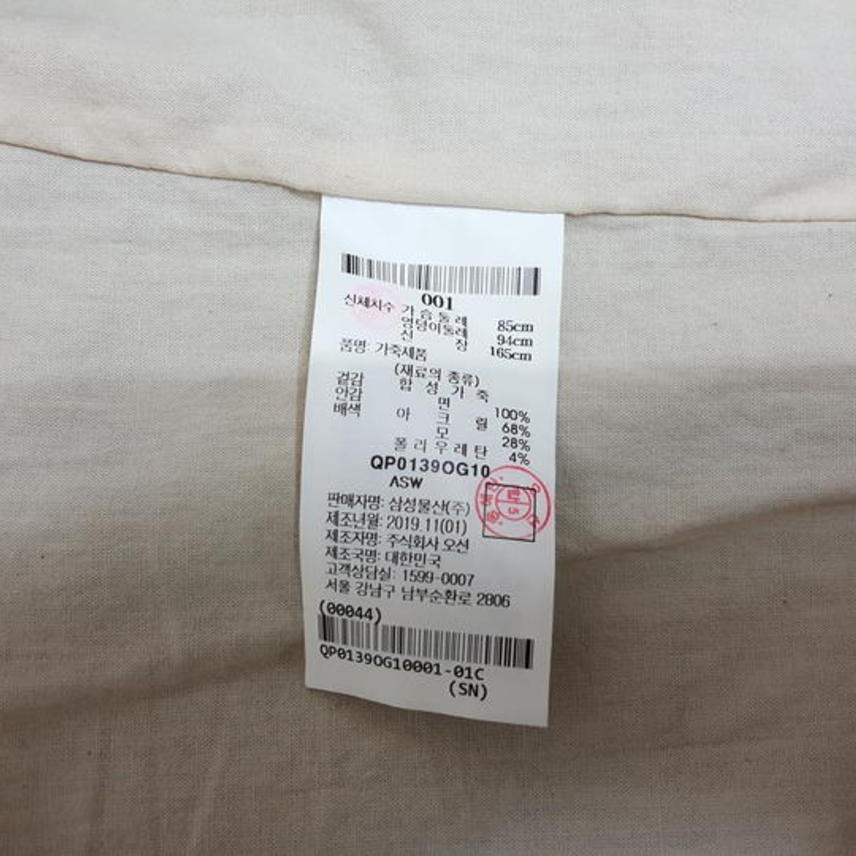 001
신체치수 가슴둘레 85cm
엉덩이둘레 94cm
신장 165cm
품명: 가죽제품
(재료의 종류)
겉감 합성가죽 100%
안감 면 68%
배색 아크릴 28%
모 4%
폴리우레탄
QP0139OG10
ASW
판매자명: 삼성물산(주)
제조년월: 2019.11(01)
제조자명: 주식회사 오션
제조국명: 대한민국
고객상담실: 1599-0007
서울 강남구 남부순환로 2806
(00044)
QP0139OG10001-01C
(SN)